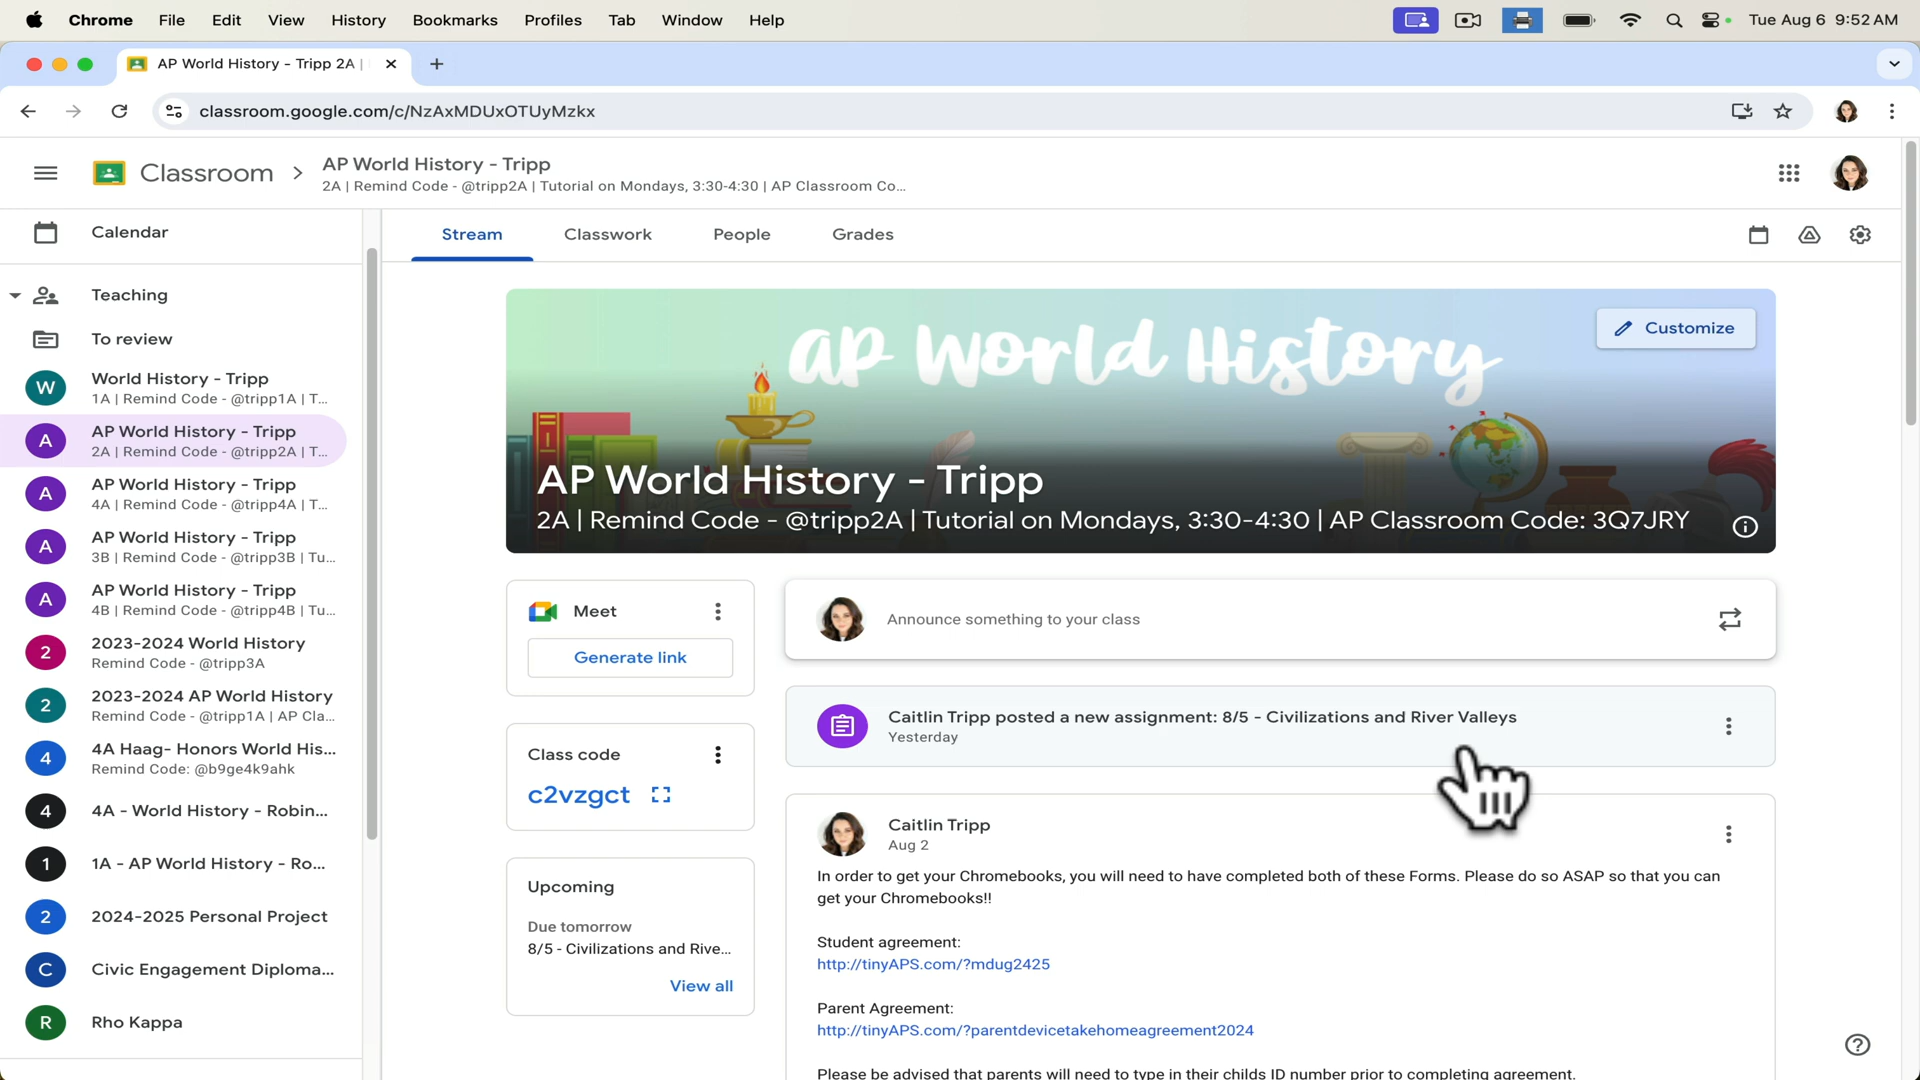 Chrome File Edit View History Bookmarks Profiles Tab Window Help Tue Aug 6 9:52 AM
AP World History - Tripp 2A |
classroom.google.com/c/NzAxMDUxOTUyMzkx
Classroom
AP World History - Tripp
2A | Remind Code - @tripp2A | Tutorial on Mondays, 3:30-4:30 | AP Classroom Co...
Calendar
Teaching
To review
W
World History - Tripp
1A | Remind Code - @tripp1A | T...
A
AP World History - Tripp
2A | Remind Code - @tripp2A | T...
A
AP World History - Tripp
4A | Remind Code - @tripp4A | T...
A
AP World History - Tripp
3B | Remind Code - @tripp3B | Tu...
A
AP World History - Tripp
4B | Remind Code - @tripp4B | Tu...
2
2023-2024 World History
Remind Code - @tripp3A
2
2023-2024 AP World History
Remind Code - @tripp1A | AP Cla...
4
4A Haag- Honors World His...
Remind Code: @b9ge4k9ahk
4
4A - World History - Robin...
1
1A - AP World History - Ro...
2
2024-2025 Personal Project
C
Civic Engagement Diploma...
R
Rho Kappa
Stream Classwork People Grades
AP World History
Customize
AP World History - Tripp
2A | Remind Code - @tripp2A | Tutorial on Mondays, 3:30-4:30 | AP Classroom Code: 3Q7JRY
Meet
Generate link
Class code
c2vzgct
Upcoming
Due tomorrow
8/5 - Civilizations and Rive...
View all
Announce something to your class
Caitlin Tripp posted a new assignment: 8/5 - Civilizations and River Valleys
Yesterday
Caitlin Tripp
Aug 2
In order to get your Chromebooks, you will need to have completed both of these Forms. Please do so ASAP so that you can
get your Chromebooks!!
Student agreement:
http://tinyAPS.com/?mdug2425
Parent Agreement:
http://tinyAPS.com/?parentdevicetakehomeagreement2024
Please be advised that parents will need to type in their childs ID number prior to completing agreement.